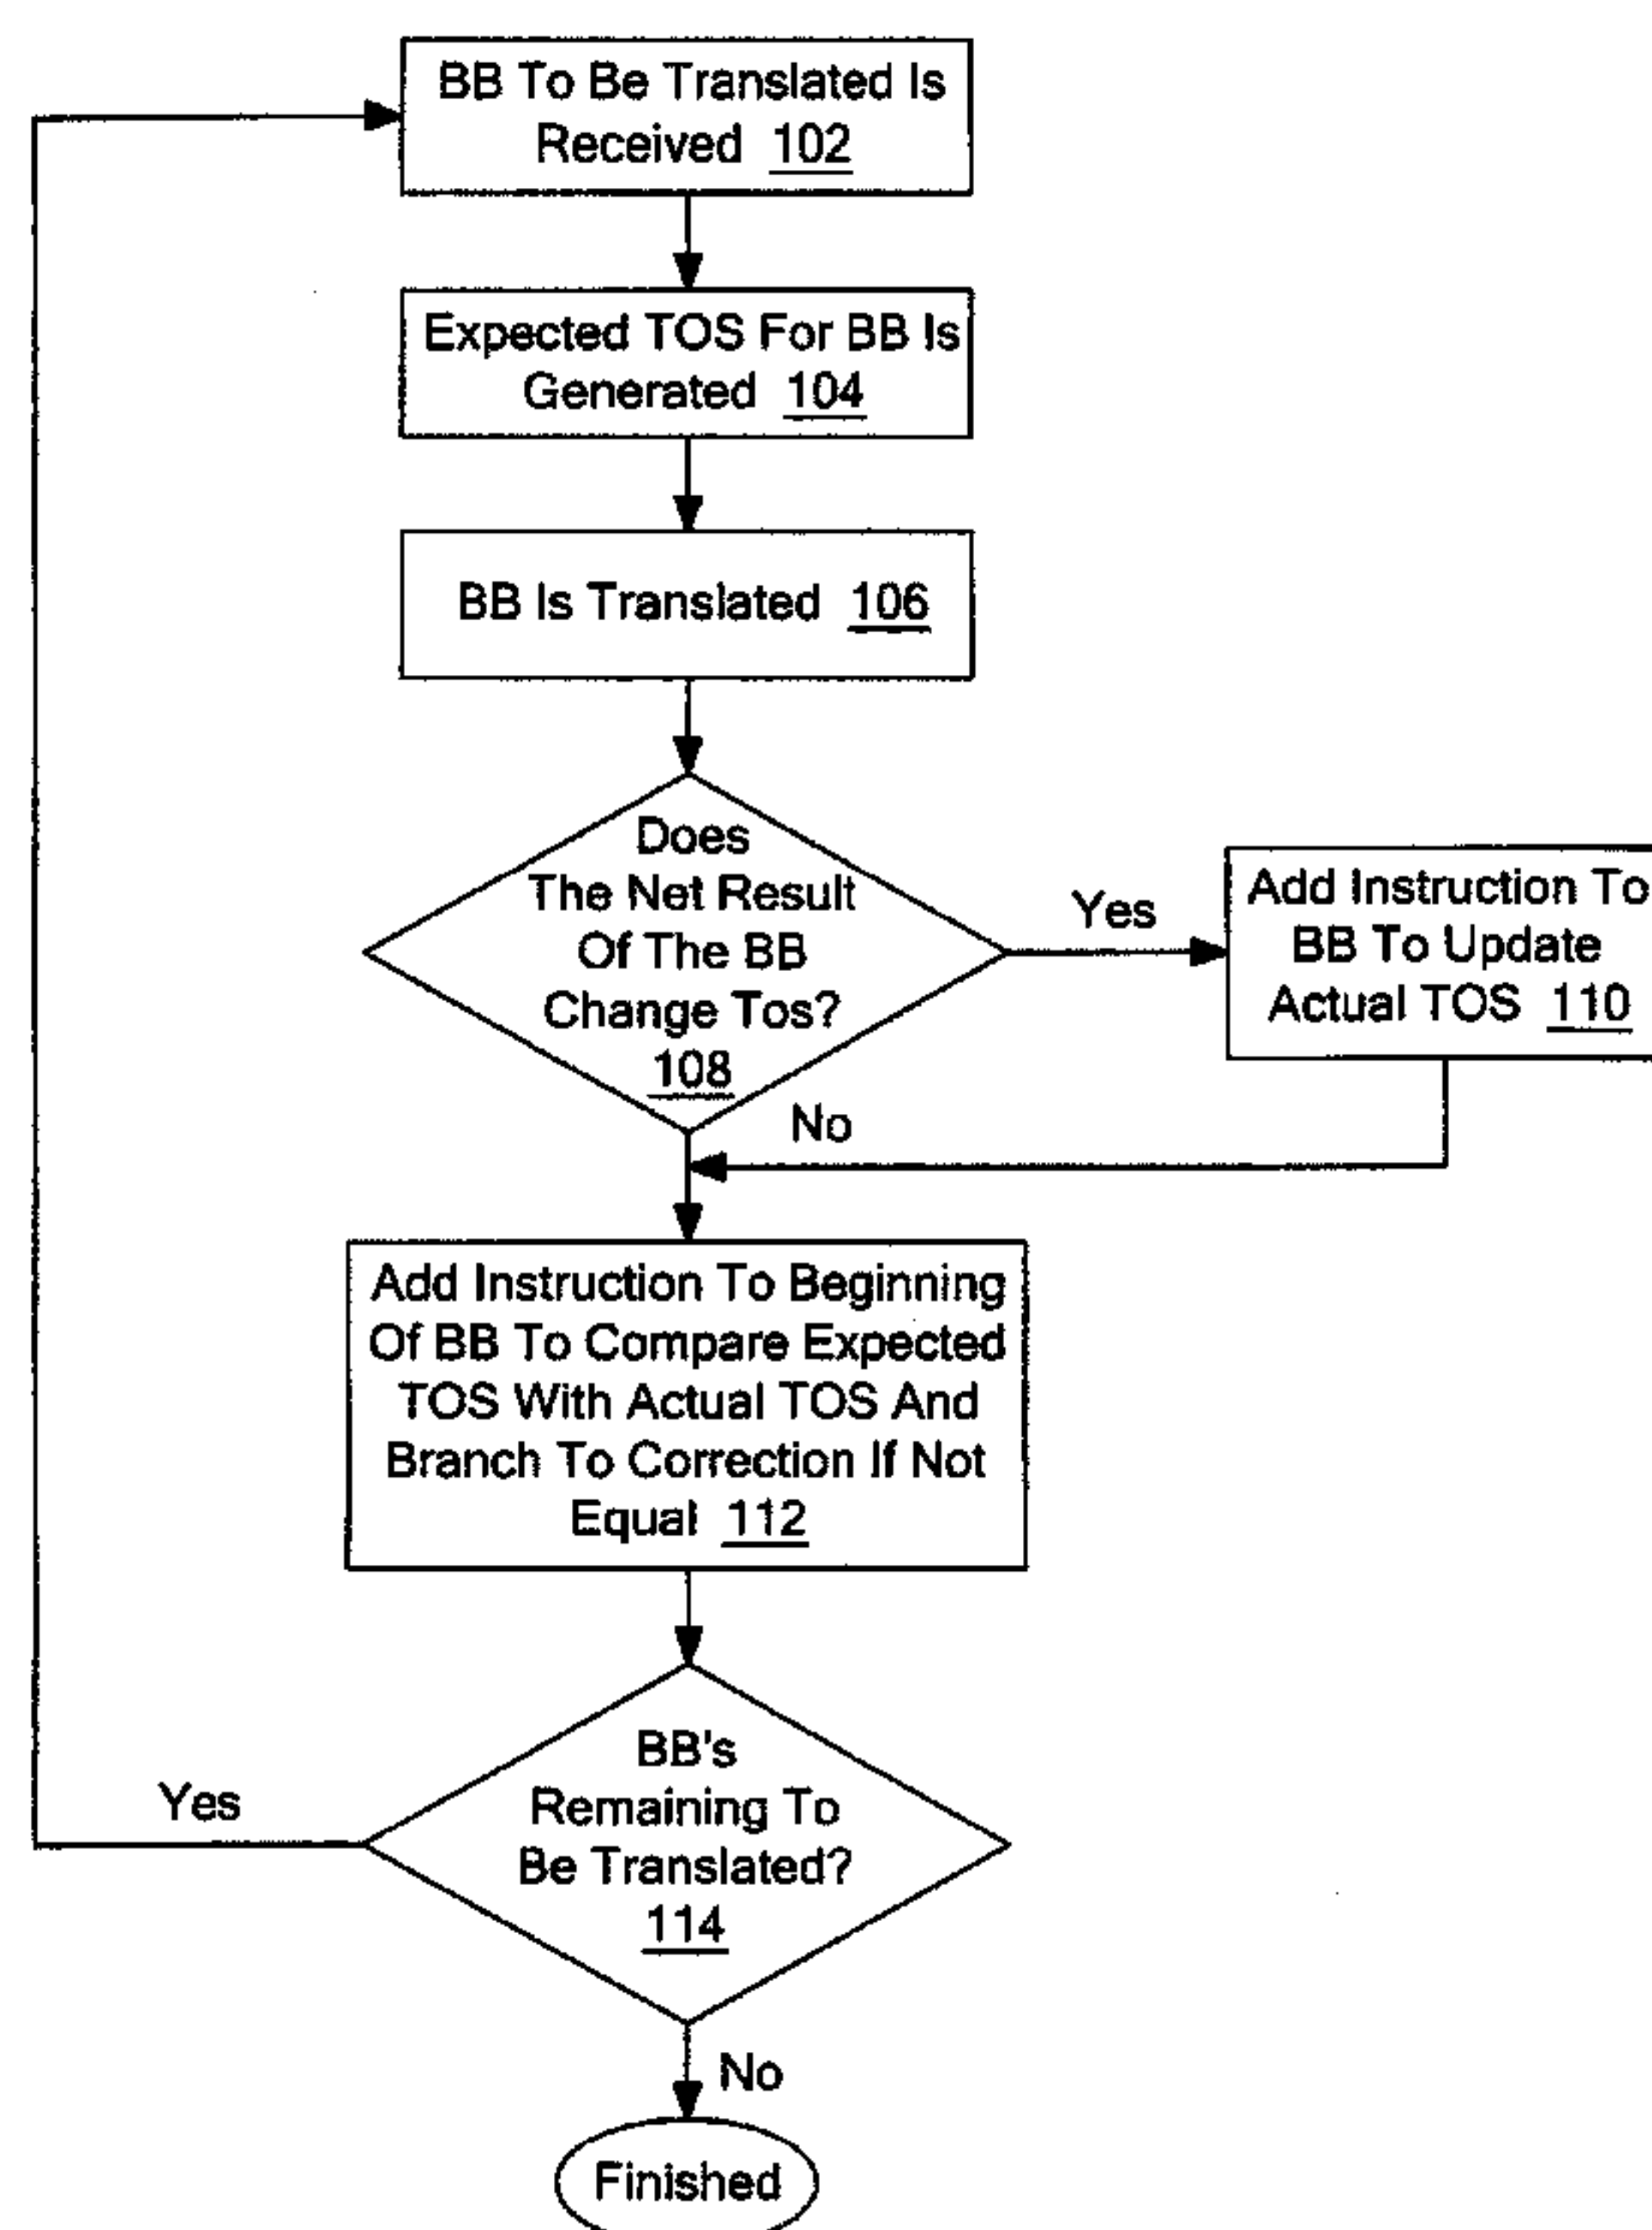 BB To Be Translated Is
Received 102
Expected TOS For BB Is
Generated 104
BB Is Translated 106
Does
The Net Result
Of The BB
Change Tos?
108
Yes
Add Instruction To
BB To Update
Actual TOS 110
No
Add Instruction To Beginning
Of BB To Compare Expected
TOS With Actual TOS And
Branch To Correction If Not
Equal 112
BB's
Remaining To
Be Translated?
114
Yes
No
Finished